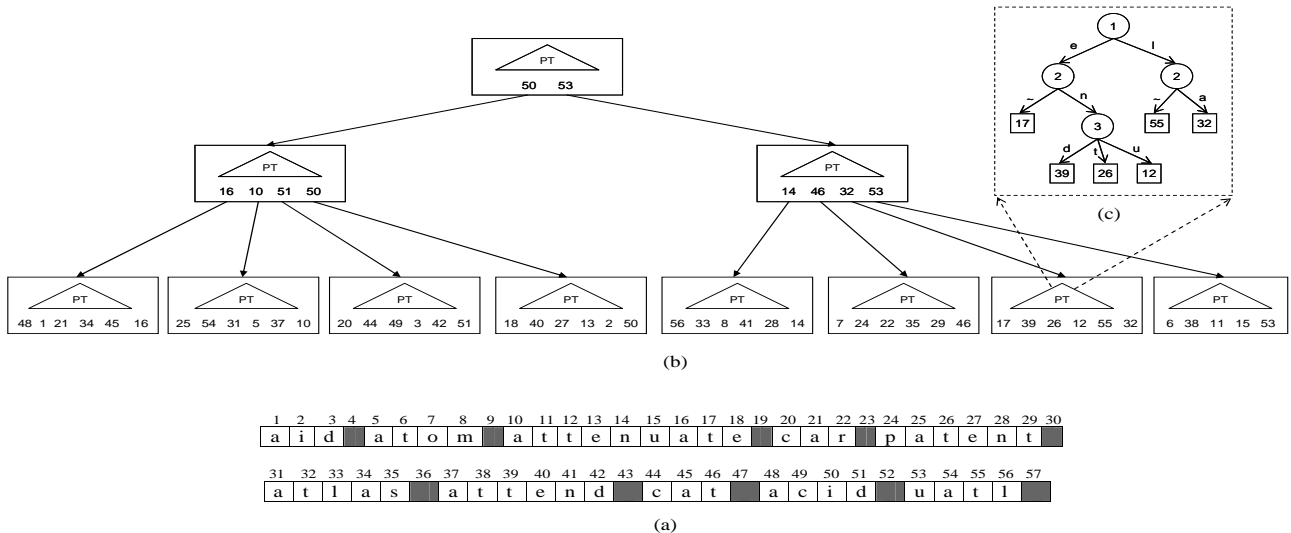 1
e l
PT
2 2
50 53
~ n ~ a
17 3 55 32
d t u
PT PT
39 26 12
16 10 51 50 14 46 32 53
(c)
PT PT PT PT PT PT PT PT
48 1 21 34 45 16 25 54 31 5 37 10 20 44 49 3 42 51 18 40 27 13 2 50 56 33 8 41 28 14 7 24 22 35 29 46 17 39 26 12 55 32 6 38 11 15 53
(b)
1 2 3 4 5 6 7 8 9 10 11 12 13 14 15 16 17 18 19 20 21 22 23 24 25 26 27 28 29 30
a i d a t o m a t t e n u a t e c a r p a t e n t
31 32 33 34 35 36 37 38 39 40 41 42 43 44 45 46 47 48 49 50 51 52 53 54 55 56 57
a t l a s a t t e n d c a t a c i d u a t l
(a)